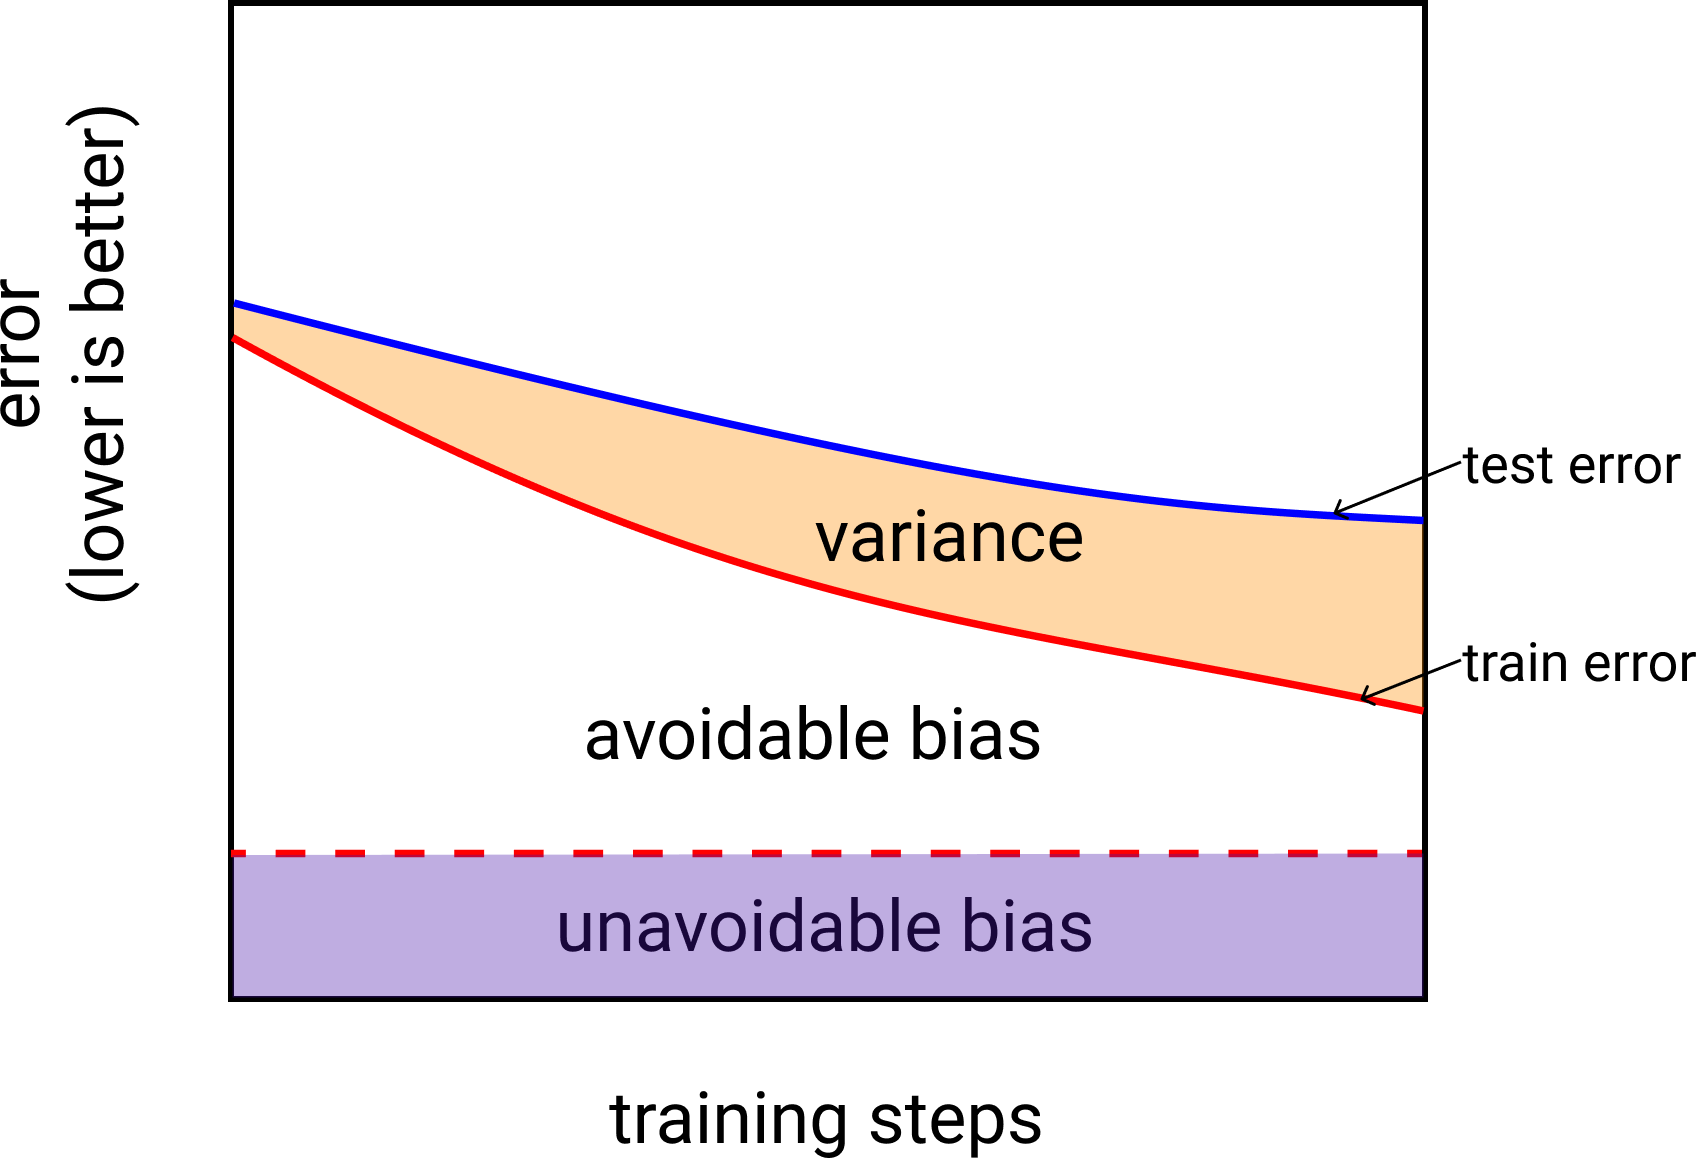 error
(lower is better)
test error
variance
train error
avoidable bias
unavoidable bias
training steps